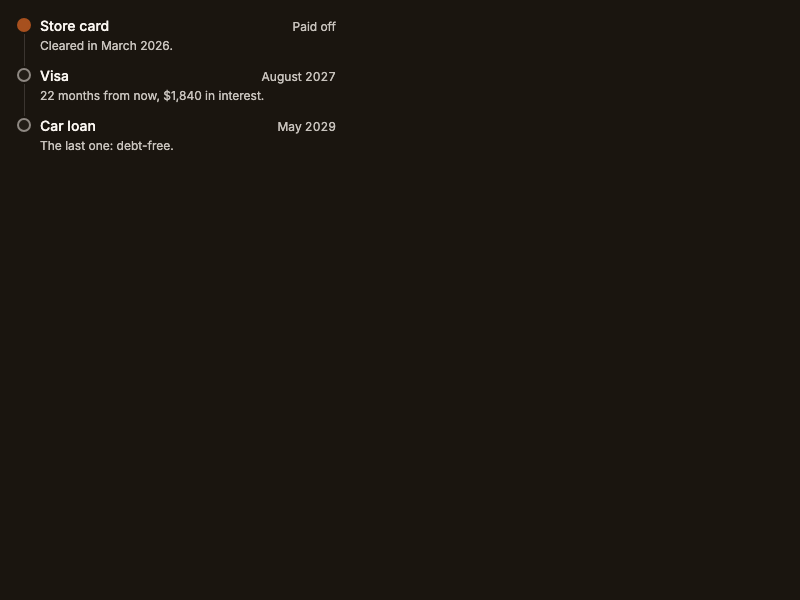 Store card Paid off
Cleared in March 2026.
Visa August 2027
22 months from now, $1,840 in interest.
Car loan May 2029
The last one: debt-free.